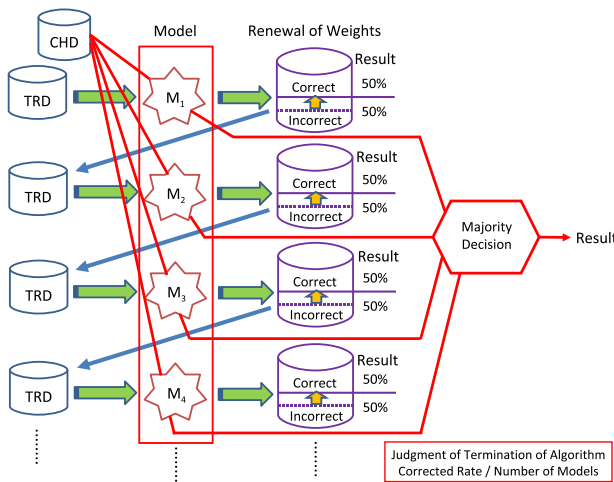 CHD
Model
Renewal of Weights
TRD
M1
Correct
Incorrect
Result
50%
50%
TRD
M2
Correct
Incorrect
Result
50%
50%
Majority
Decision
Result
TRD
M3
Correct
Incorrect
Result
50%
50%
TRD
M4
Correct
Incorrect
Result
50%
50%
Judgment of Termination of Algorithm
Corrected Rate / Number of Models